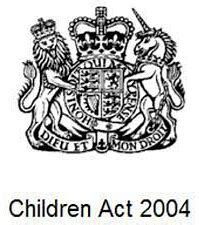 DIEU ET MON DROIT
Children Act 2004